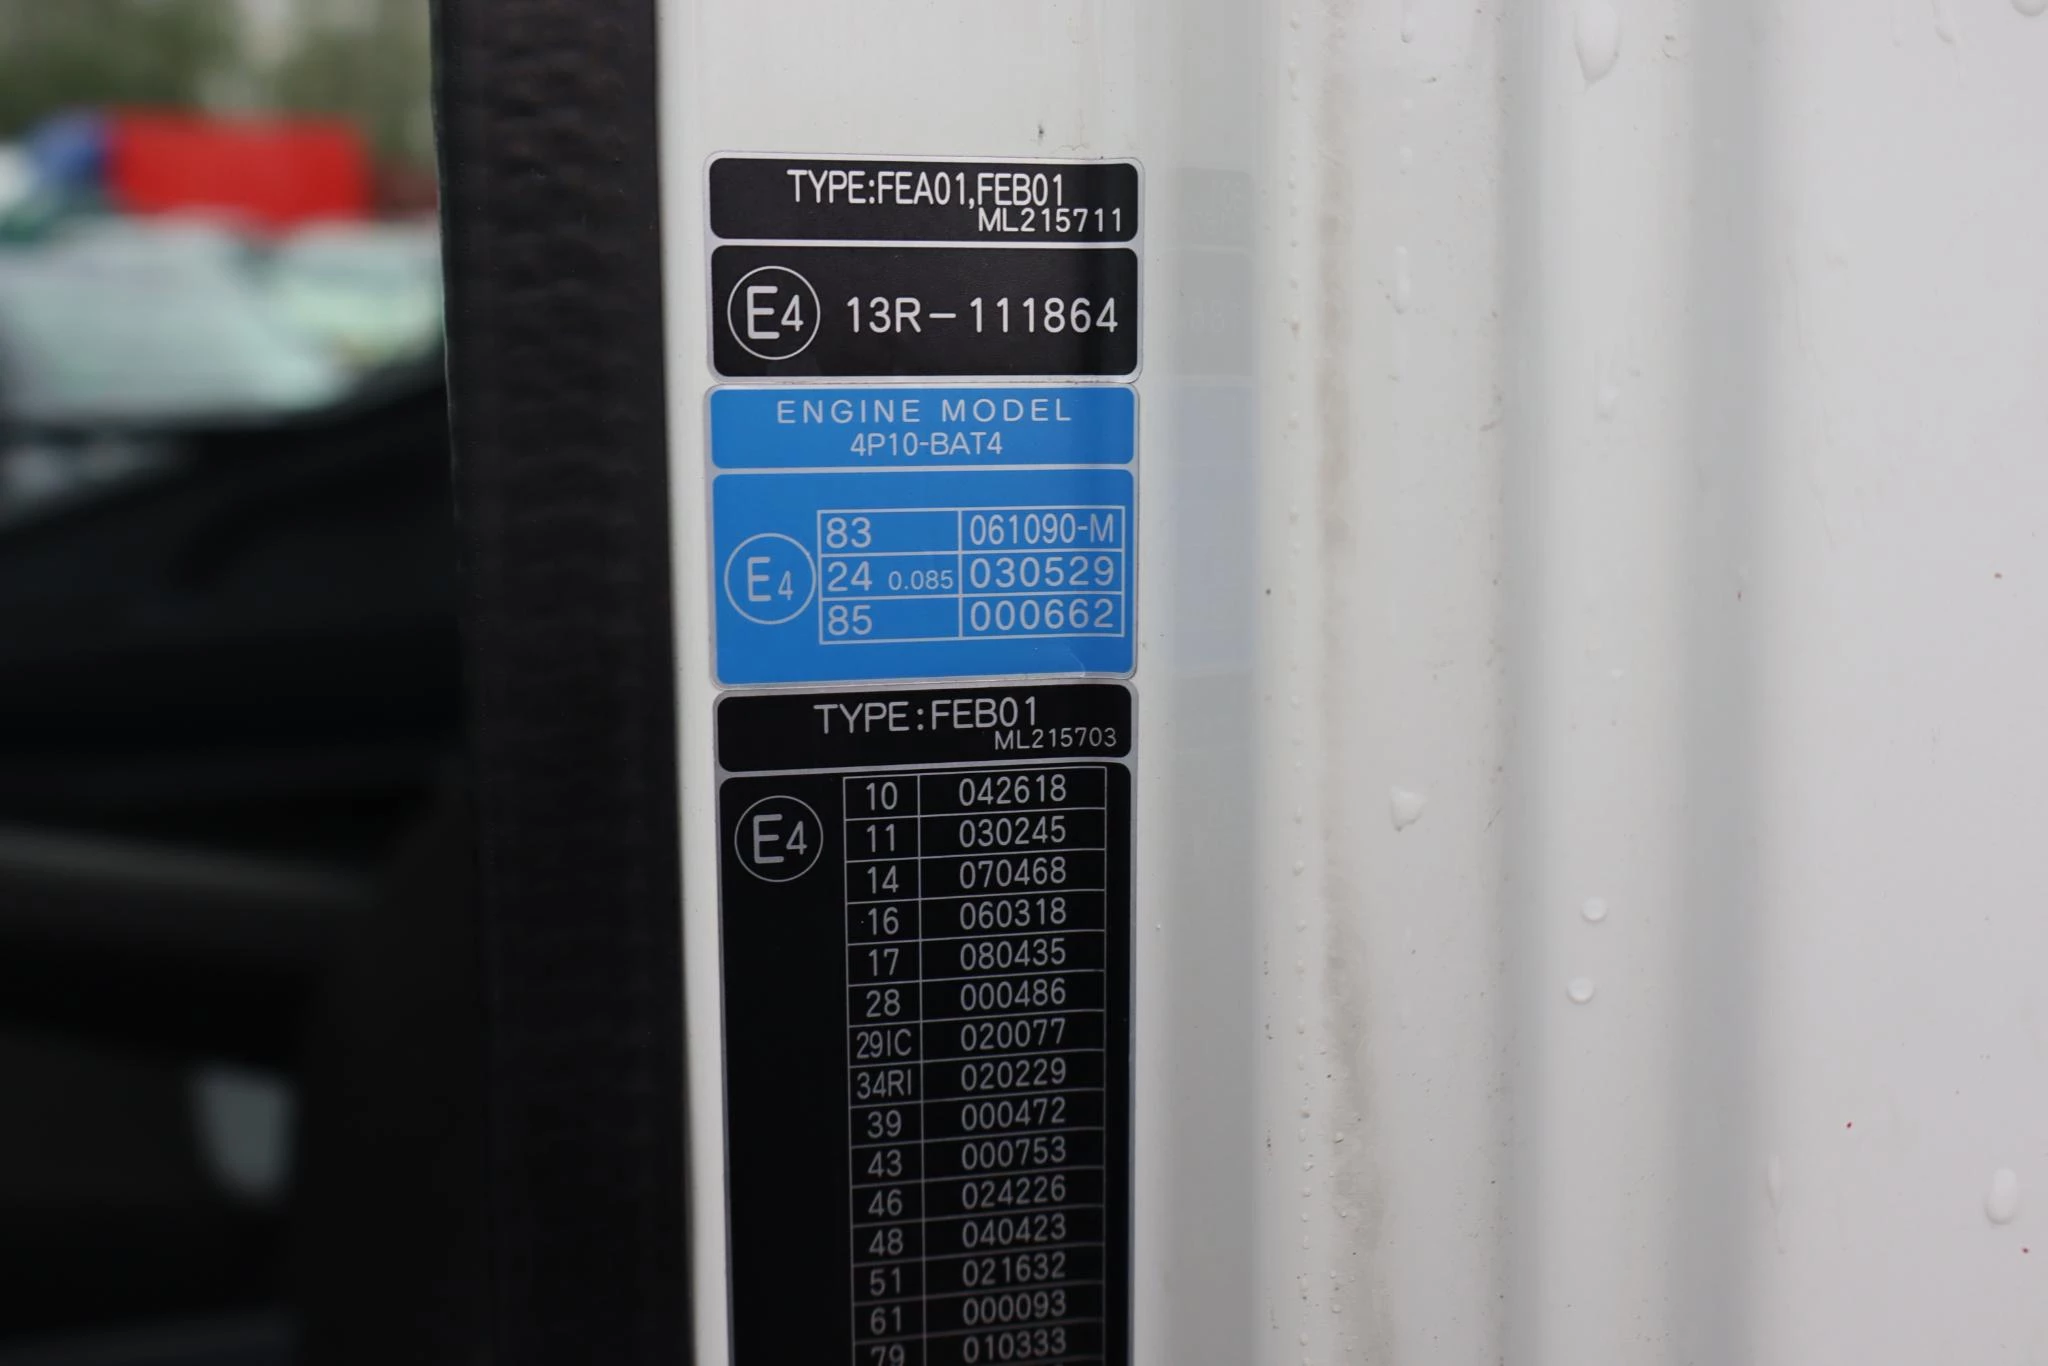 TYPE:FEA01,FEB01
ML215711
E4 13R-111864
ENGINE MODEL
4P10-BAT4
E4
83 061090-M
24 0.085 030529
85 000662
TYPE:FEB01
ML215703
E4
10 042618
11 030245
14 070468
16 060318
17 080435
28 000486
29IC 020077
34RI 020229
39 000472
43 000753
46 024226
48 040423
51 021632
61 000093
79 010333